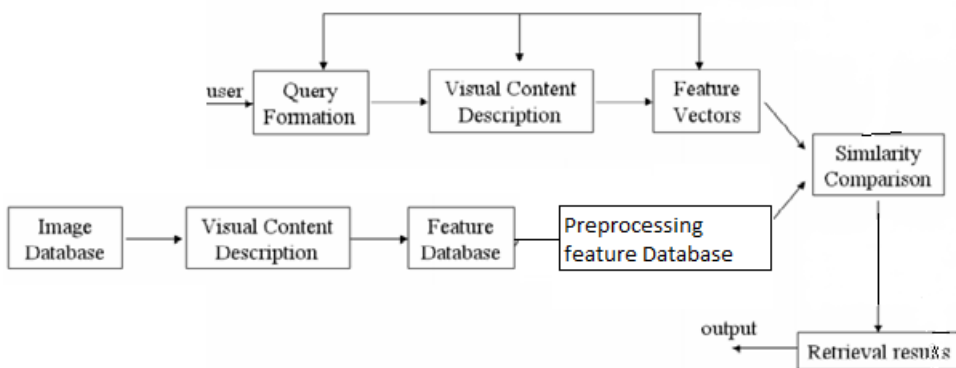 user
Query
Formation
Visual Content
Description
Feature
Vectors
Similarity
Comparison
Image
Database
Visual Content
Description
Feature
Database
Preprocessing
feature Database
output
Retrieval results